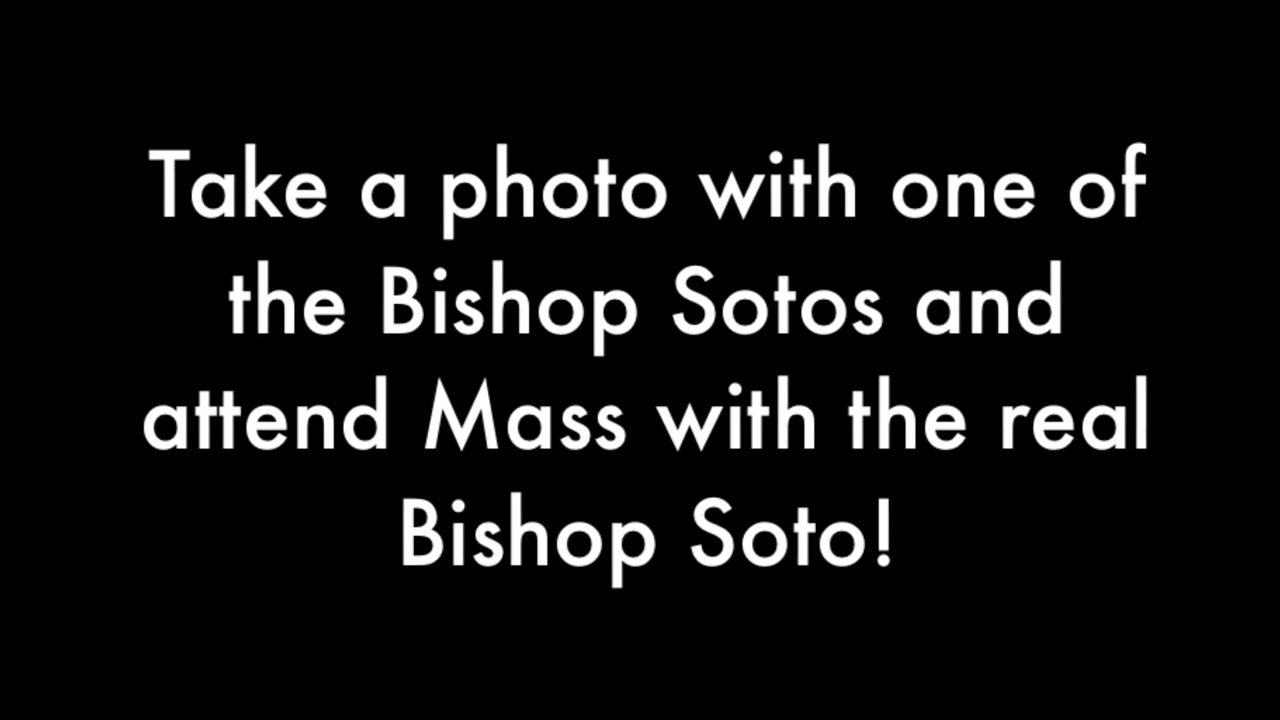 Take a photo with one of
the Bishop Sotos and
attend Mass with the real
Bishop Soto!